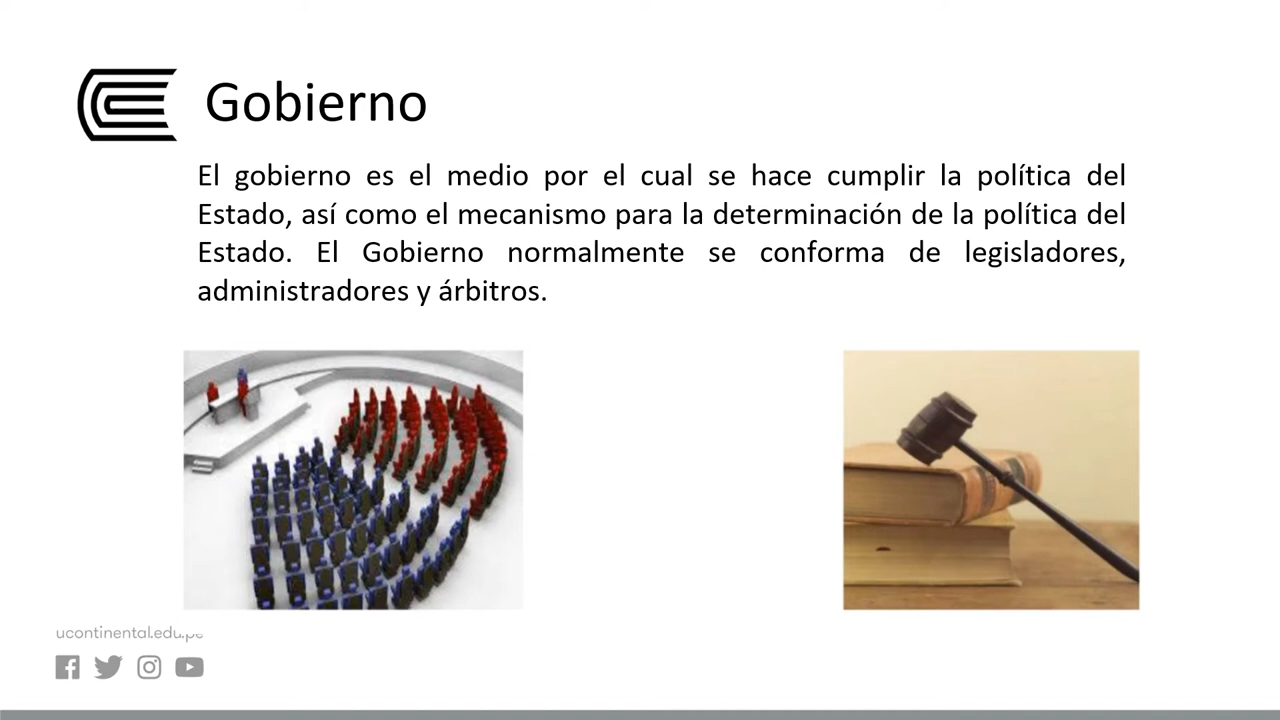 Gobierno
El gobierno es el medio por el cual se hace cumplir la política del
Estado, así como el mecanismo para la determinación de la política del
Estado. El Gobierno normalmente se conforma de legisladores,
administradores y árbitros.
ucontinental.edu.pe